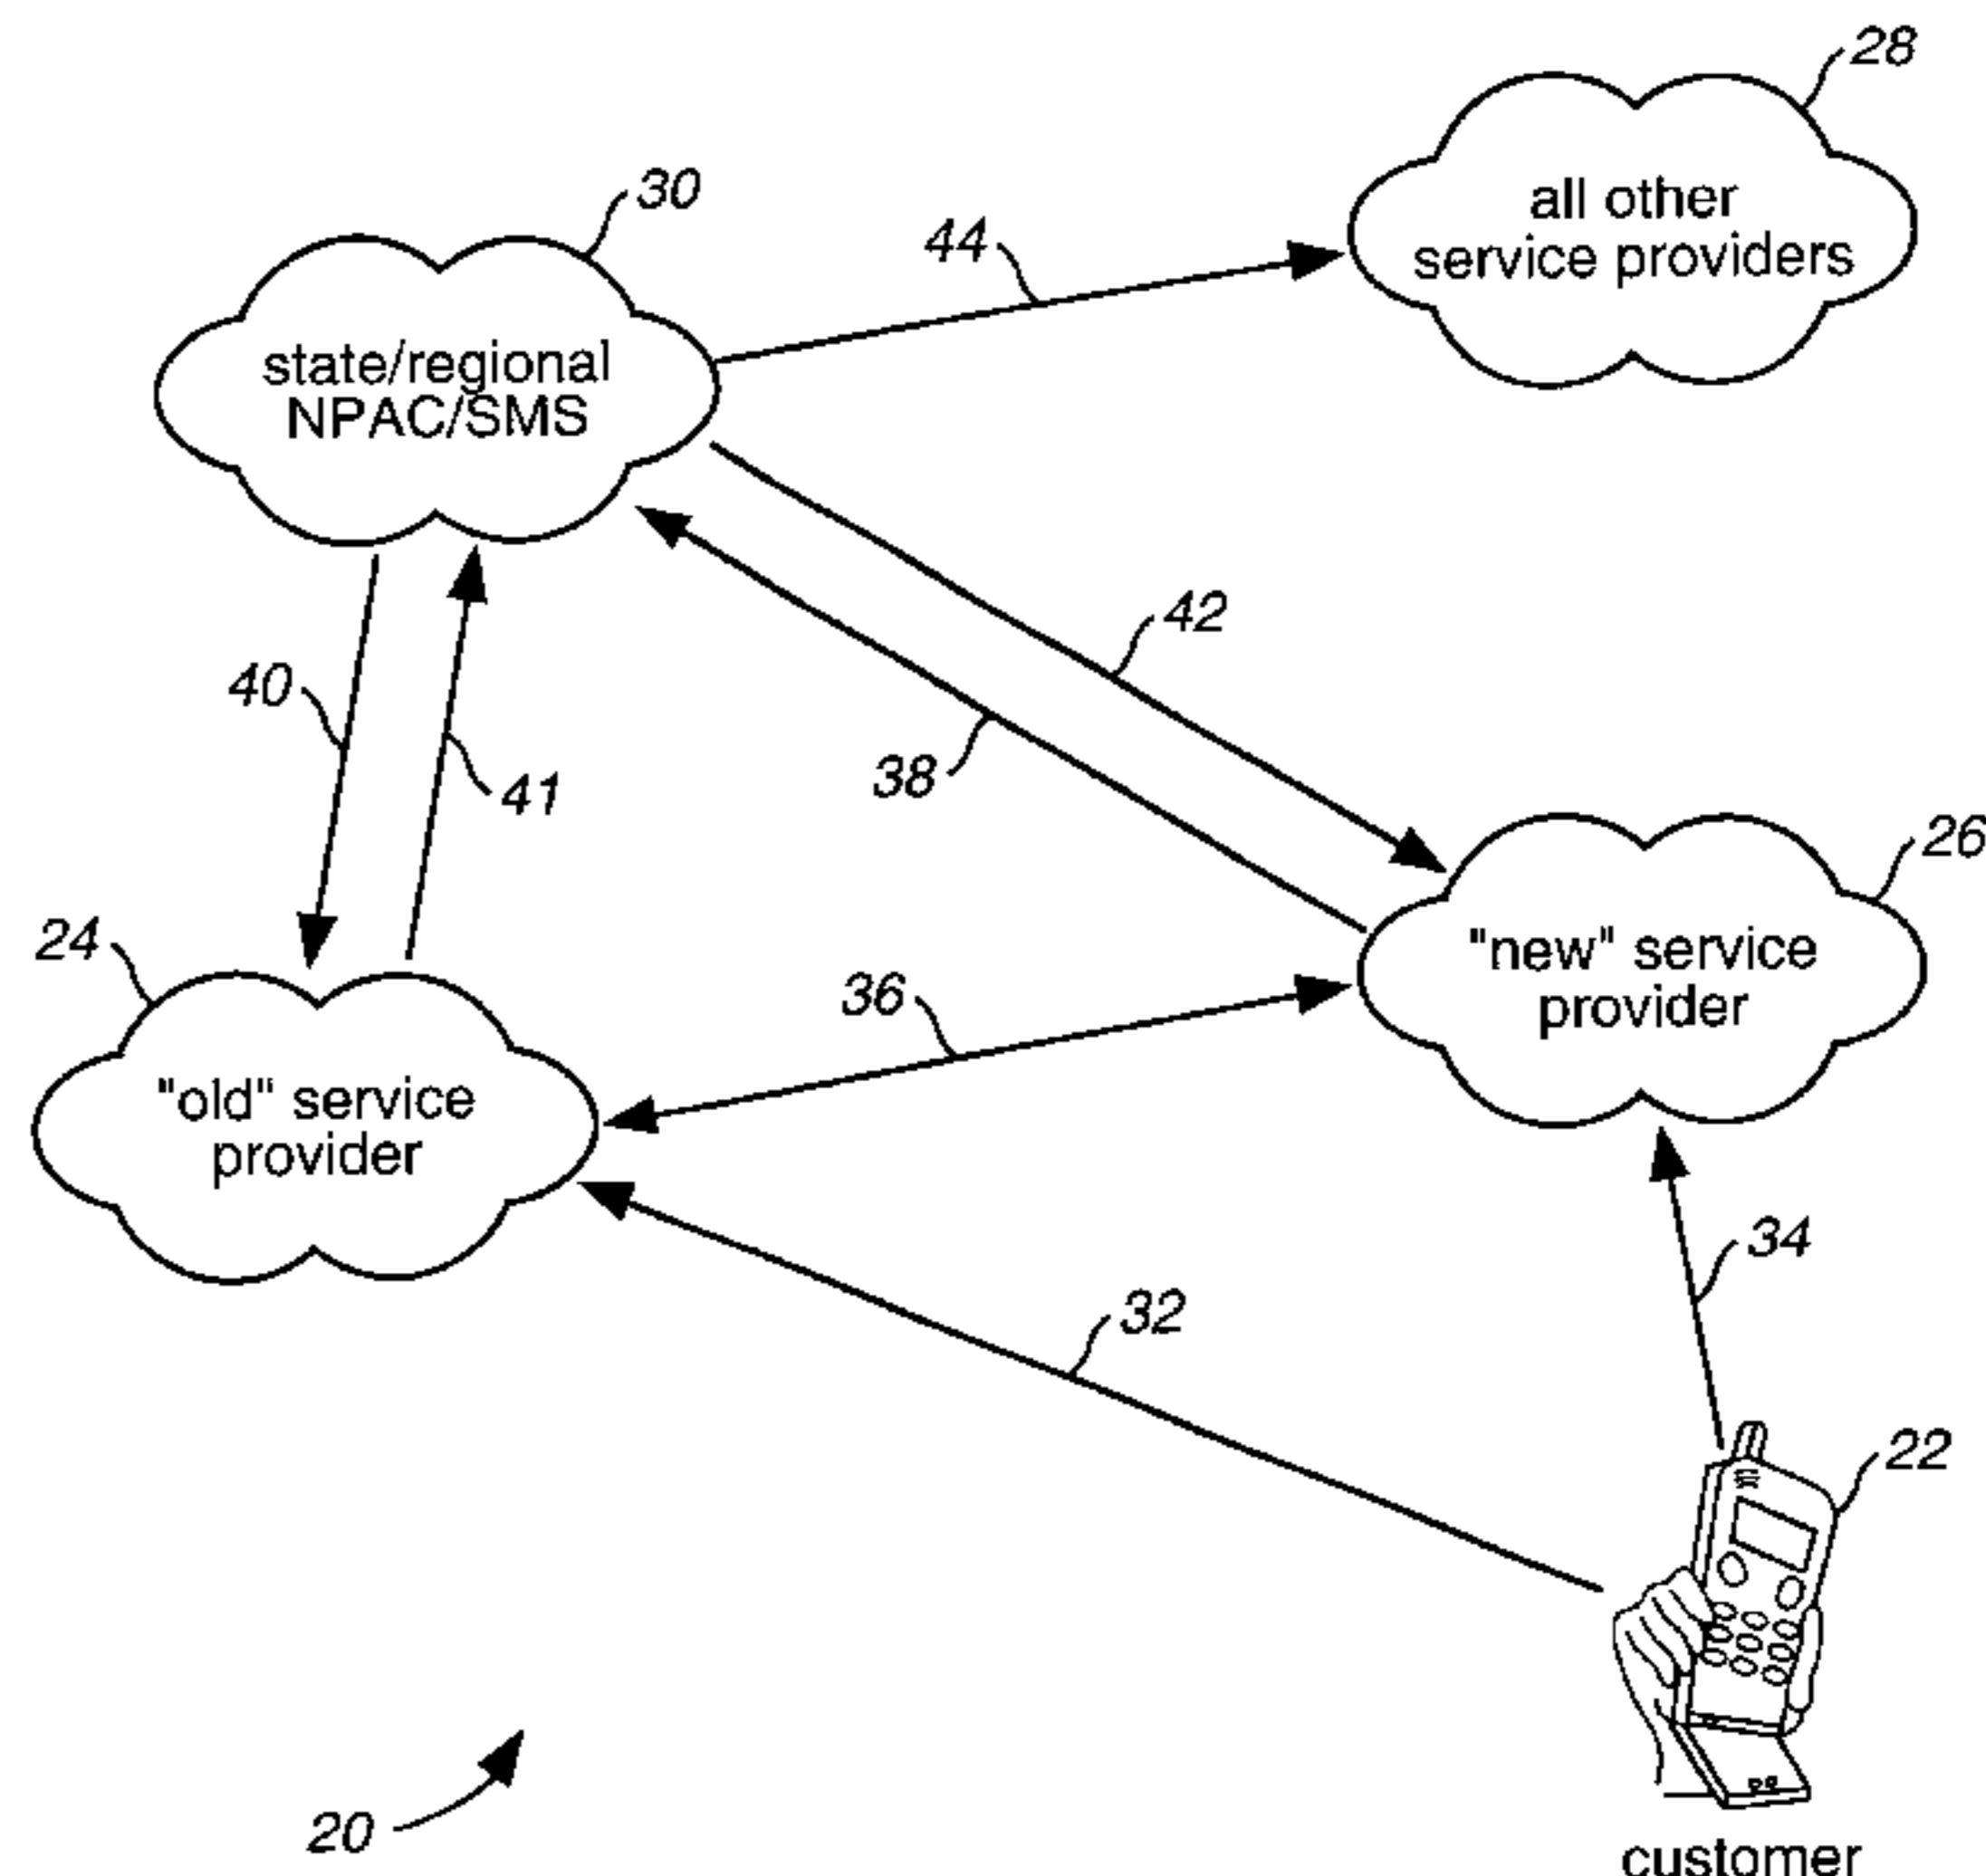 28
all other
service providers
30
44
state/regional
NPAC/SMS
42
40
38
41
26
"new" service
provider
24
36
"old" service
provider
34
32
22
20
customer